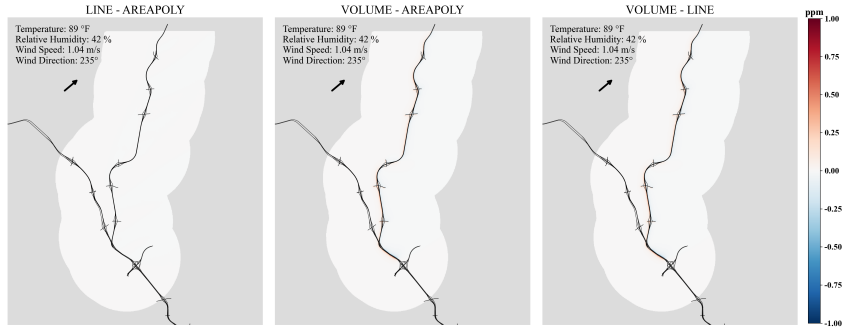 LINE - AREAPOLY
Temperature: 89 °F
Relative Humidity: 42 %
Wind Speed: 1.04 m/s
Wind Direction: 235°
VOLUME - AREAPOLY
Temperature: 89 °F
Relative Humidity: 42 %
Wind Speed: 1.04 m/s
Wind Direction: 235°
VOLUME - LINE
Temperature: 89 °F
Relative Humidity: 42 %
Wind Speed: 1.04 m/s
Wind Direction: 235°
ppm
1.00
0.75
0.50
0.25
0.00
-0.25
-0.50
-0.75
-1.00